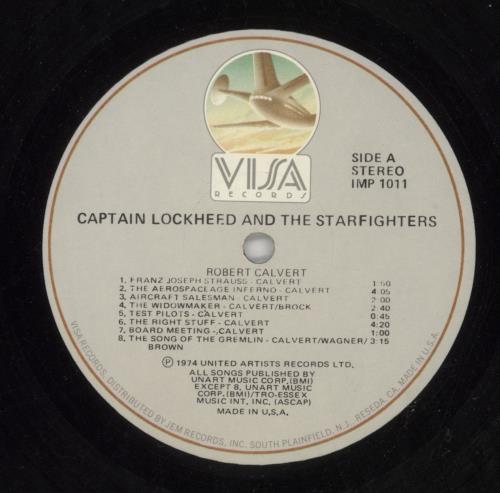 VISA
RECORDS
SIDE A
STEREO
IMP 1011
CAPTAIN LOCKHEED AND THE STARFIGHTERS
ROBERT CALVERT
1. FRANZ JOSEPH STRAUSS - CALVERT 1:50
2. THE AEROSPACEAGE INFERNO - CALVERT 4:05
3. AIRCRAFT SALESMAN - CALVERT 2:00
4. THE WIDOWMAKER - CALVERT/BROCK 2:40
5. TEST PILOTS - CALVERT 0:45
6. THE RIGHT STUFF - CALVERT 4:20
7. BOARD MEETING - CALVERT 1:00
8. THE SONG OF THE GREMLIN - CALVERT/WAGNER/ 3:15
BROWN
Ⓟ 1974 UNITED ARTISTS RECORDS LTD.
ALL SONGS PUBLISHED BY
UNART MUSIC CORP. (BMI)
EXCEPT 8, UNART MUSIC
CORP. (BMI)/TRO-ESSEX
MUSIC INT, INC, (ASCAP)
MADE IN U.S.A.
VISA RECORDS, DISTRIBUTED BY JEM RECORDS, INC. SOUTH PLAINFIELD, N.J., RESEDA, CA. MADE IN U.S.A.